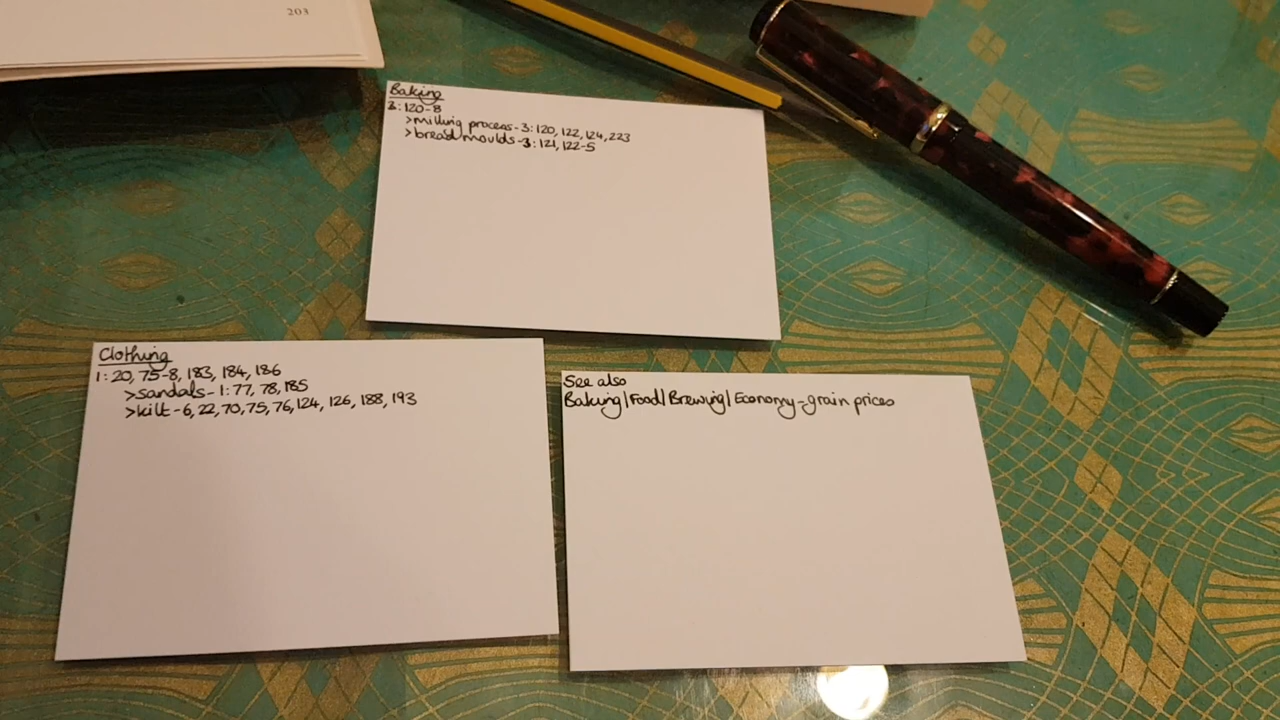 203
Baking
3:120-8
>milling process-3:120, 122, 124, 223
>bread moulds-3:121, 122-5
Clothing
1:20, 75-8, 183, 184, 186
>sandals-1:77, 78, 185
>kilt-6, 22, 70, 75, 76, 124, 126, 188, 193
See also
Baking/Food/Brewing/Economy-grain prices